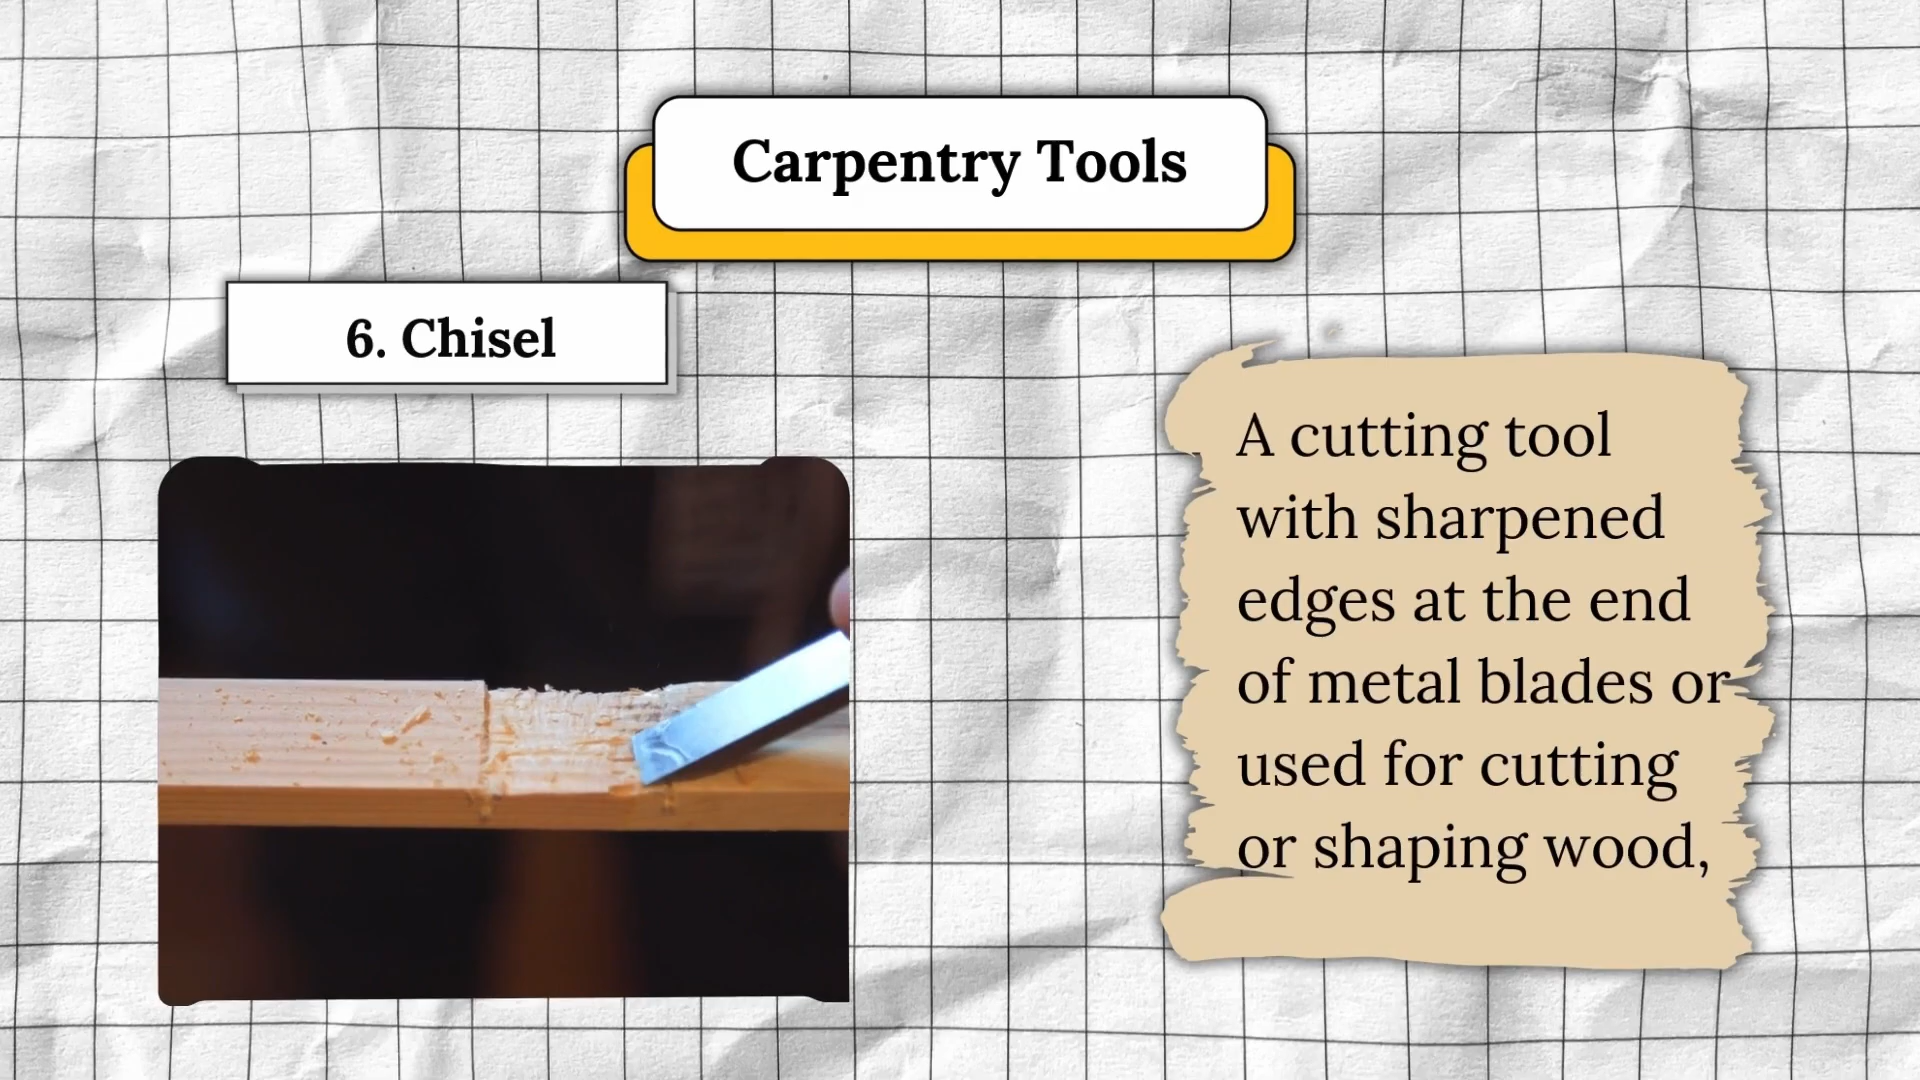 Carpentry Tools
6. Chisel
A cutting tool
with sharpened
edges at the end
of metal blades or
used for cutting
or shaping wood,